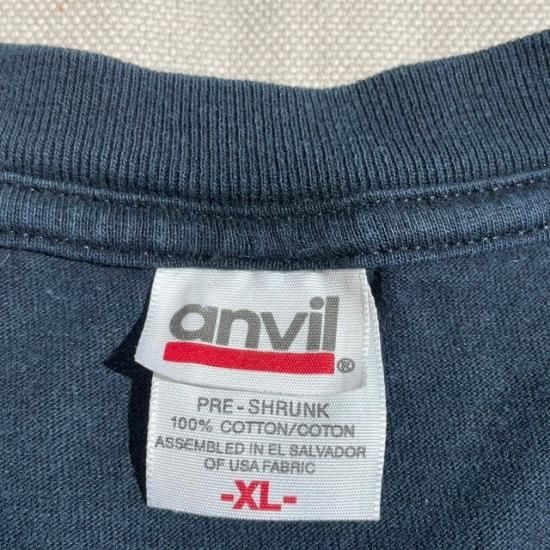 anvil®
PRE-SHRUNK
100% COTTON/COTON
ASSEMBLED IN EL SALVADOR
OF USA FABRIC
-XL-